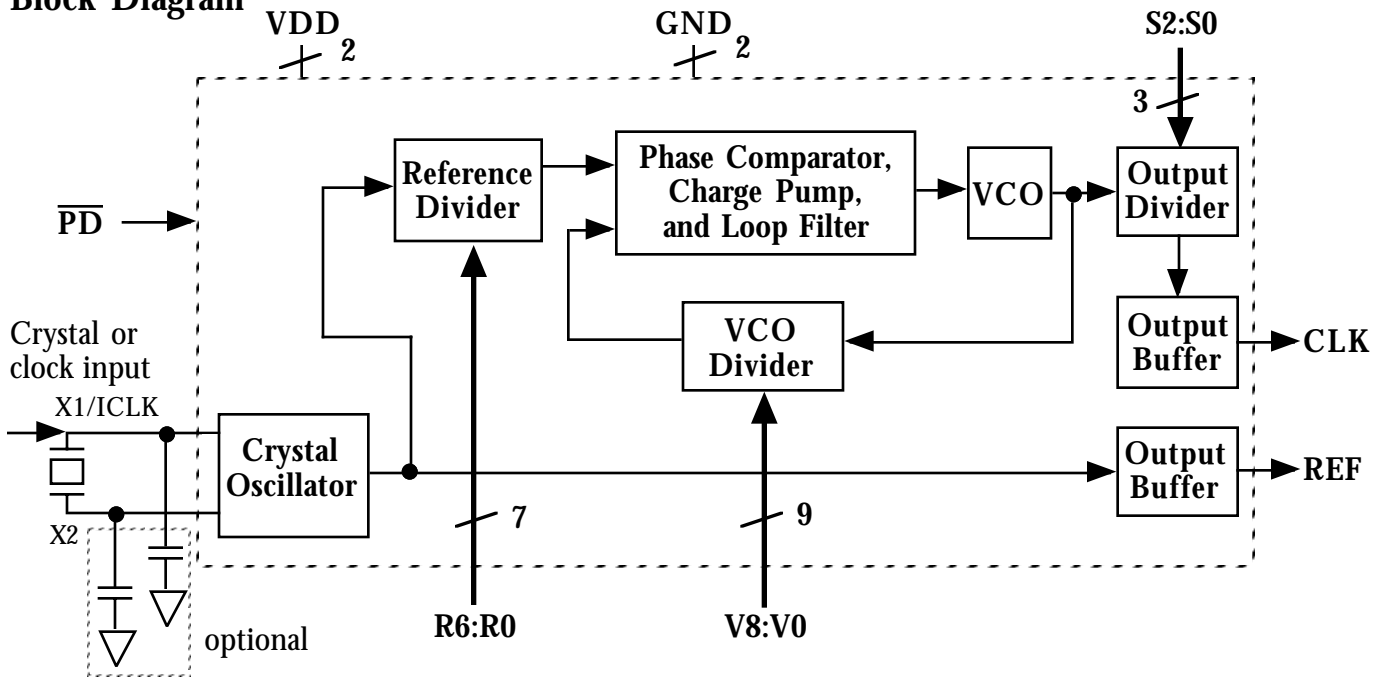 Block Diagram
VDD
2
GND
2
S2:S0
3
Reference
Divider
Phase Comparator,
Charge Pump,
and Loop Filter
VCO
Output
Divider
PD
VCO
Divider
Output
Buffer
CLK
Crystal or
clock input
X1/ICLK
Crystal
Oscillator
Output
Buffer
REF
X2
7
9
optional
R6:R0
V8:V0